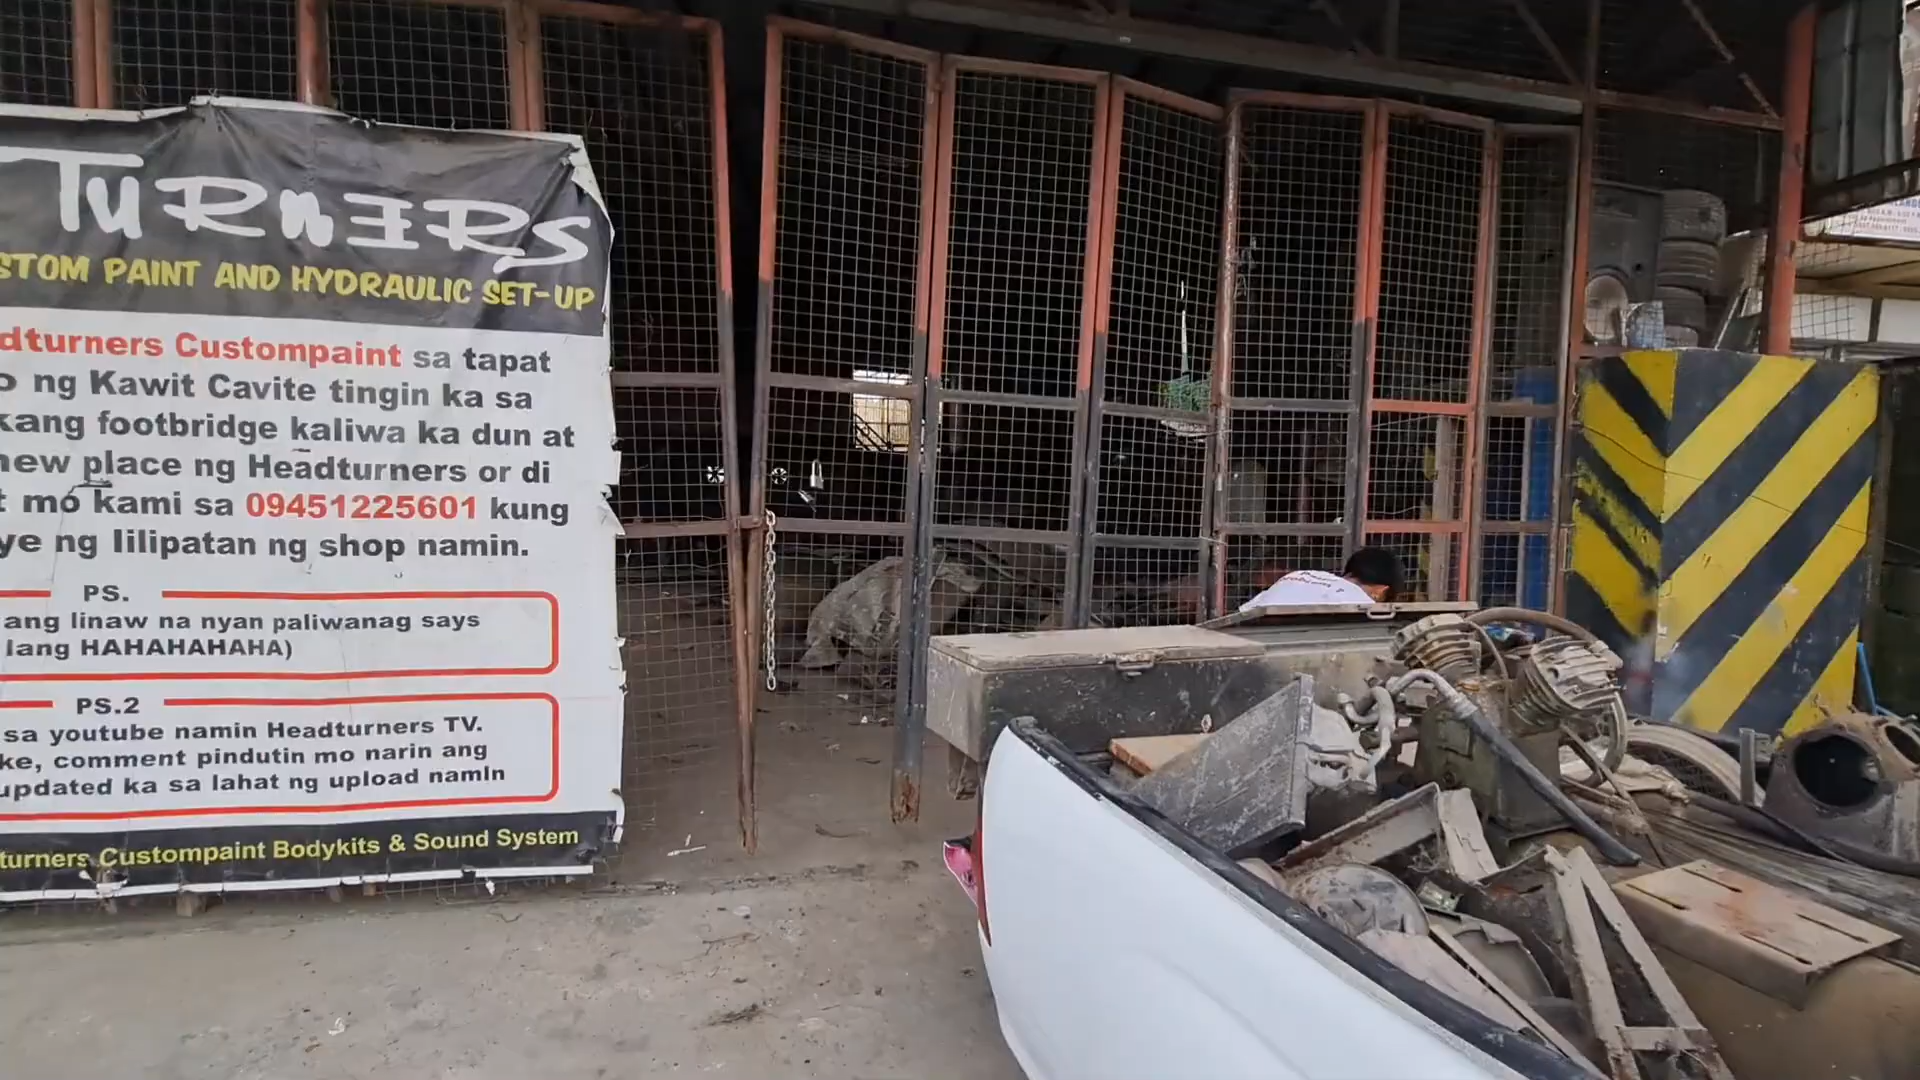 TURNERS
STOM PAINT AND HYDRAULIC SET-UP
dturners Custompaint sa tapat
o ng Kawit Cavite tingin ka sa
kang footbridge kaliwa ka dun at
new place ng Headturners or di
t mo kami sa 09451225601 kung
ye ng lilipatan ng shop namin.
PS.
ang linaw na nyan paliwanag says
lang HAHAHAHAHA)
PS.2
sa youtube namin Headturners TV.
ke, comment pindutin mo narin ang
updated ka sa lahat ng upload namIn
turners Custompaint Bodykits & Sound System